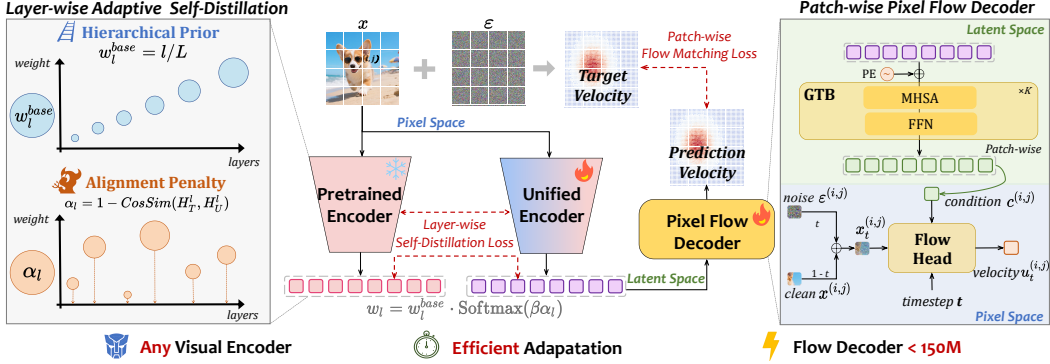 Layer-wise Adaptive Self-Distillation
Hierarchical Prior
w_l^{base} = l/L
weight
w_l^{base}
layers
Alignment Penalty
α_l = 1 - CosSim(H_T^l, H_U^l)
weight
α_l
layers
x
ε
(i,j)
Target
Velocity
Patch-wise
Flow Matching Loss
Pixel Space
Prediction
Velocity
Pretrained
Encoder
Unified
Encoder
Pixel Flow
Decoder
Layer-wise
Self-Distillation Loss
Latent Space
w_l = w_l^{base} · Softmax(βα_l)
Patch-wise Pixel Flow Decoder
Latent Space
PE
GTB
×K
MHSA
FFN
Patch-wise
condition c^{(i,j)}
noise ε^{(i,j)}
t
x_t^{(i,j)}
Flow
Head
1-t
clean x^{(i,j)}
velocity u_t^{(i,j)}
timestep t
Pixel Space
Any Visual Encoder
Efficient Adapatation
Flow Decoder < 150M